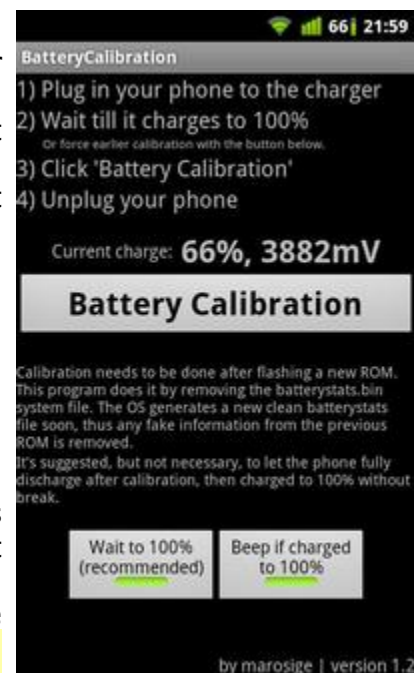 66 21:59
BatteryCalibration
1) Plug in your phone to the charger
2) Wait till it charges to 100%
Or force earlier calibration with the button below.
3) Click 'Battery Calibration'
4) Unplug your phone
Current charge: 66%, 3882mV
Battery Calibration
Calibration needs to be done after flashing a new ROM.
This program does it by removing the batterystats.bin
system file. The OS generates a new clean batterystats
file soon, thus any fake information from the previous
ROM is removed.
It's suggested, but not necessary, to let the phone fully
discharge after calibration, then charged to 100% without
break.
Wait to 100%
(recommended)
Beep if charged
to 100%
by marosige | version 1.2